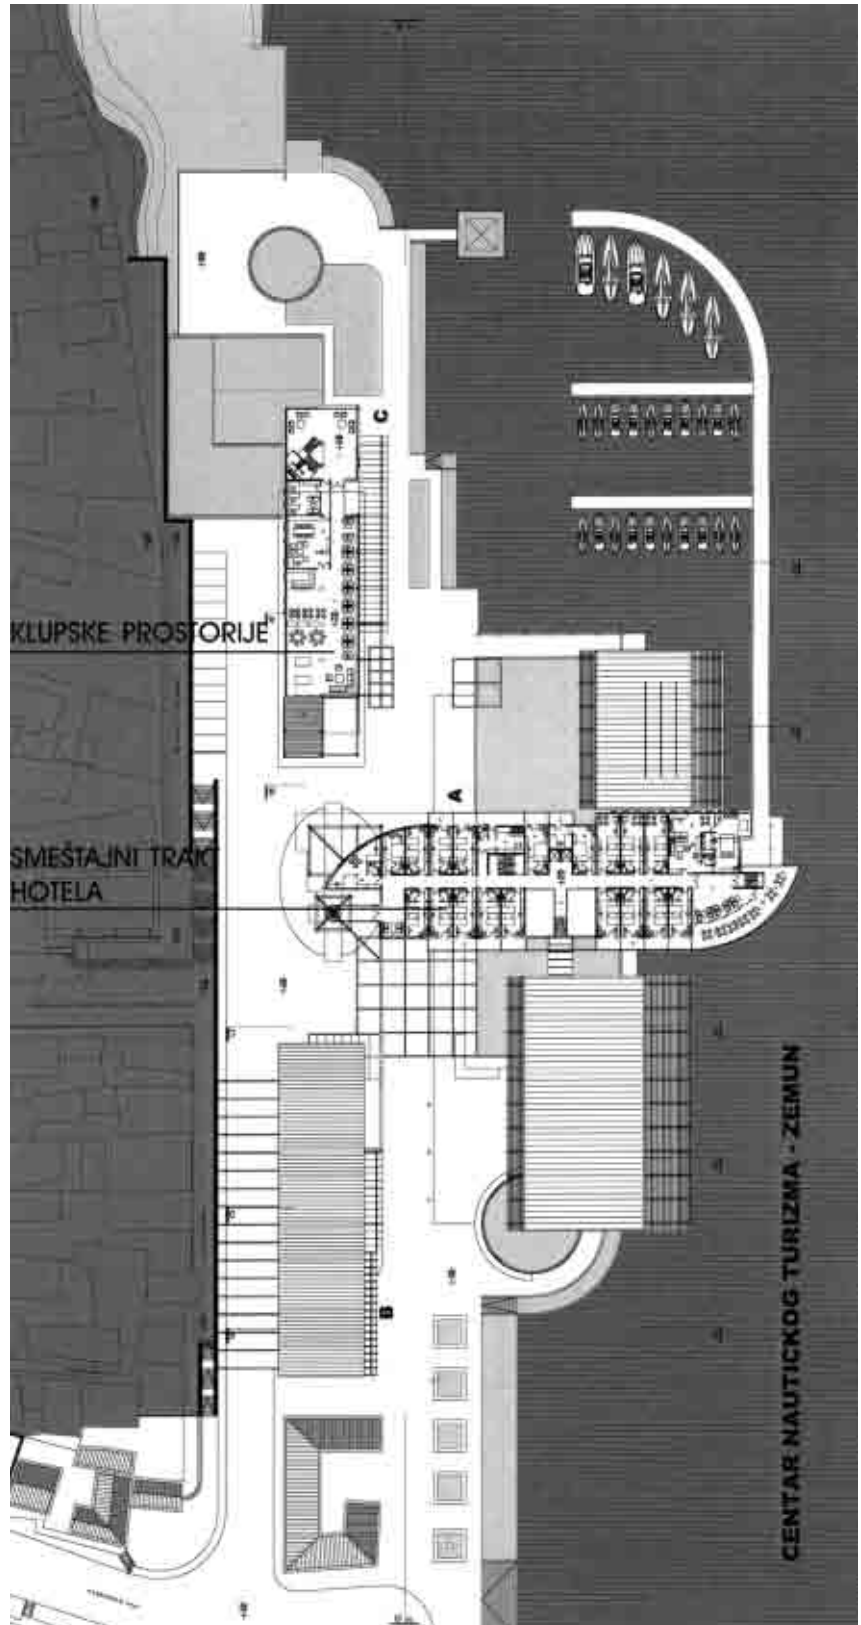 C
KLUPSKE PROSTORIJE
A
SMEŠTAJNI TRAKT
HOTELA
B
CENTAR NAUTICKOG TURIZMA - ZEMUN